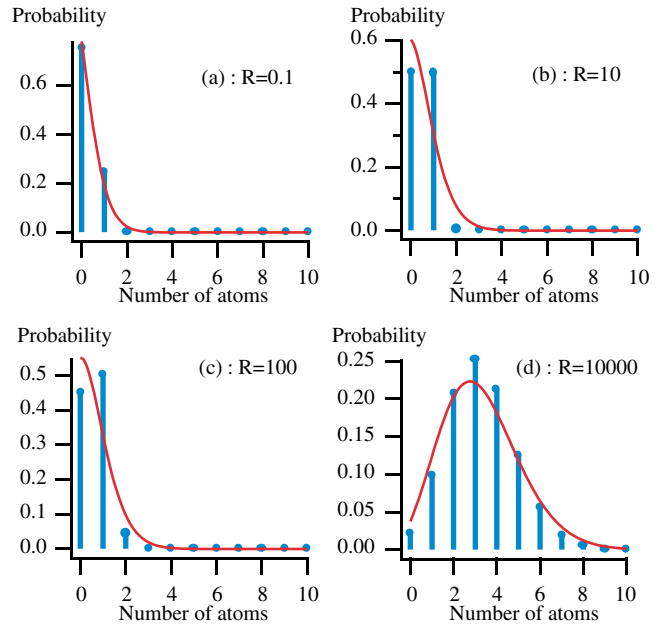 Probability
(a) : R=0.1
0.6
0.4
0.2
0.0
0 2 4 6 8 10
Number of atoms
Probability
(b) : R=10
0.6
0.4
0.2
0.0
0 2 4 6 8 10
Number of atoms
Probability
(c) : R=100
0.5
0.4
0.3
0.2
0.1
0.0
0 2 4 6 8 10
Number of atoms
Probability
(d) : R=10000
0.25
0.20
0.15
0.10
0.05
0.00
0 2 4 6 8 10
Number of atoms